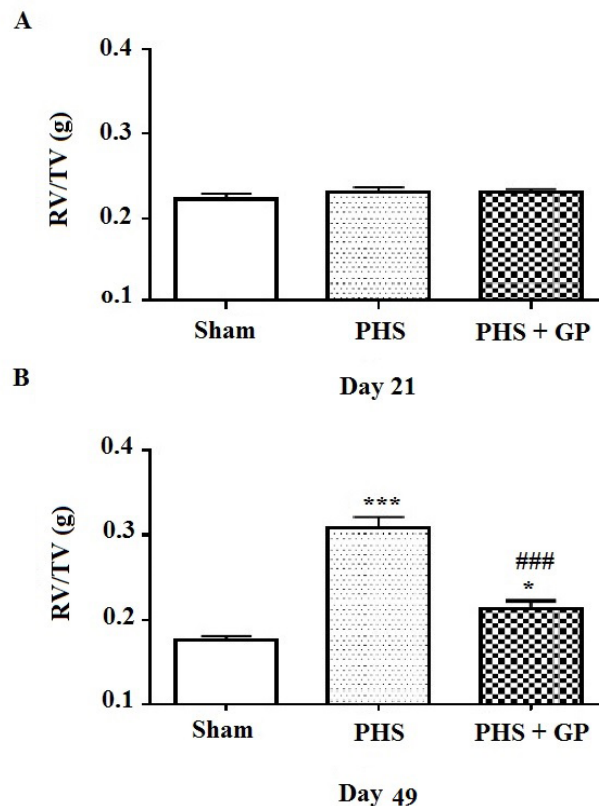 A
RV/TV (g)
0.4
0.3
0.2
0.1
Sham PHS PHS + GP
Day 21
B
RV/TV (g)
0.4
0.3
0.2
0.1
***
###
*
Sham PHS PHS + GP
Day 49